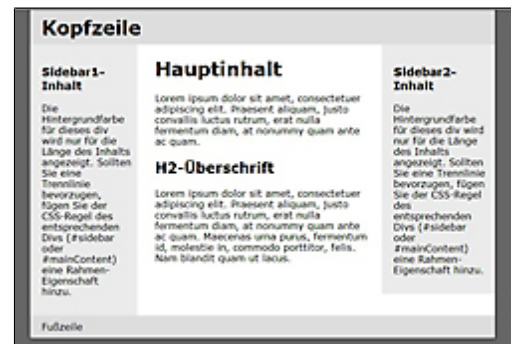 Kopfzeile
Sidebar1-
Inhalt
Die
Hintergrundfarbe
für dieses div
wird nur für die
Länge des Inhalts
angezeigt. Sollten
Sie eine
Trennlinie
bevorzugen,
fügen Sie der
CSS-Regel des
entsprechenden
Divs (#sidebar
oder
#mainContent)
eine Rahmen-
Eigenschaft
hinzu.
Hauptinhalt
Lorem ipsum dolor sit amet, consectetuer
adipiscing elit. Praesent aliquam, justo
convallis luctus rutrum, erat nulla
fermentum diam, at nonummy quam ante
ac quam.
H2-Überschrift
Lorem ipsum dolor sit amet, consectetuer
adipiscing elit. Praesent aliquam, justo
convallis luctus rutrum, erat nulla
fermentum diam, at nonummy quam ante
ac quam. Maecenas urna purus, fermentum
id, molestie in, commodo porttitor, felis.
Nam blandit quam ut lacus.
Sidebar2-
Inhalt
Die
Hintergrundfarbe
für dieses div wird
nur für die Länge
des Inhalts
angezeigt. Sollten
Sie eine Trennlinie
bevorzugen, fügen
Sie der CSS-Regel
des
entsprechenden
Divs (#sidebar
oder
#mainContent)
eine Rahmen-
Eigenschaft hinzu.
Fußzeile